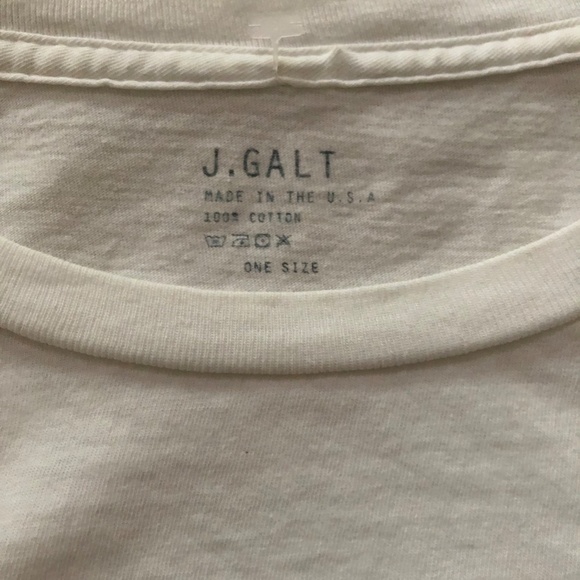 J.GALT
MADE IN THE U.S.A
100% COTTON
ONE SIZE